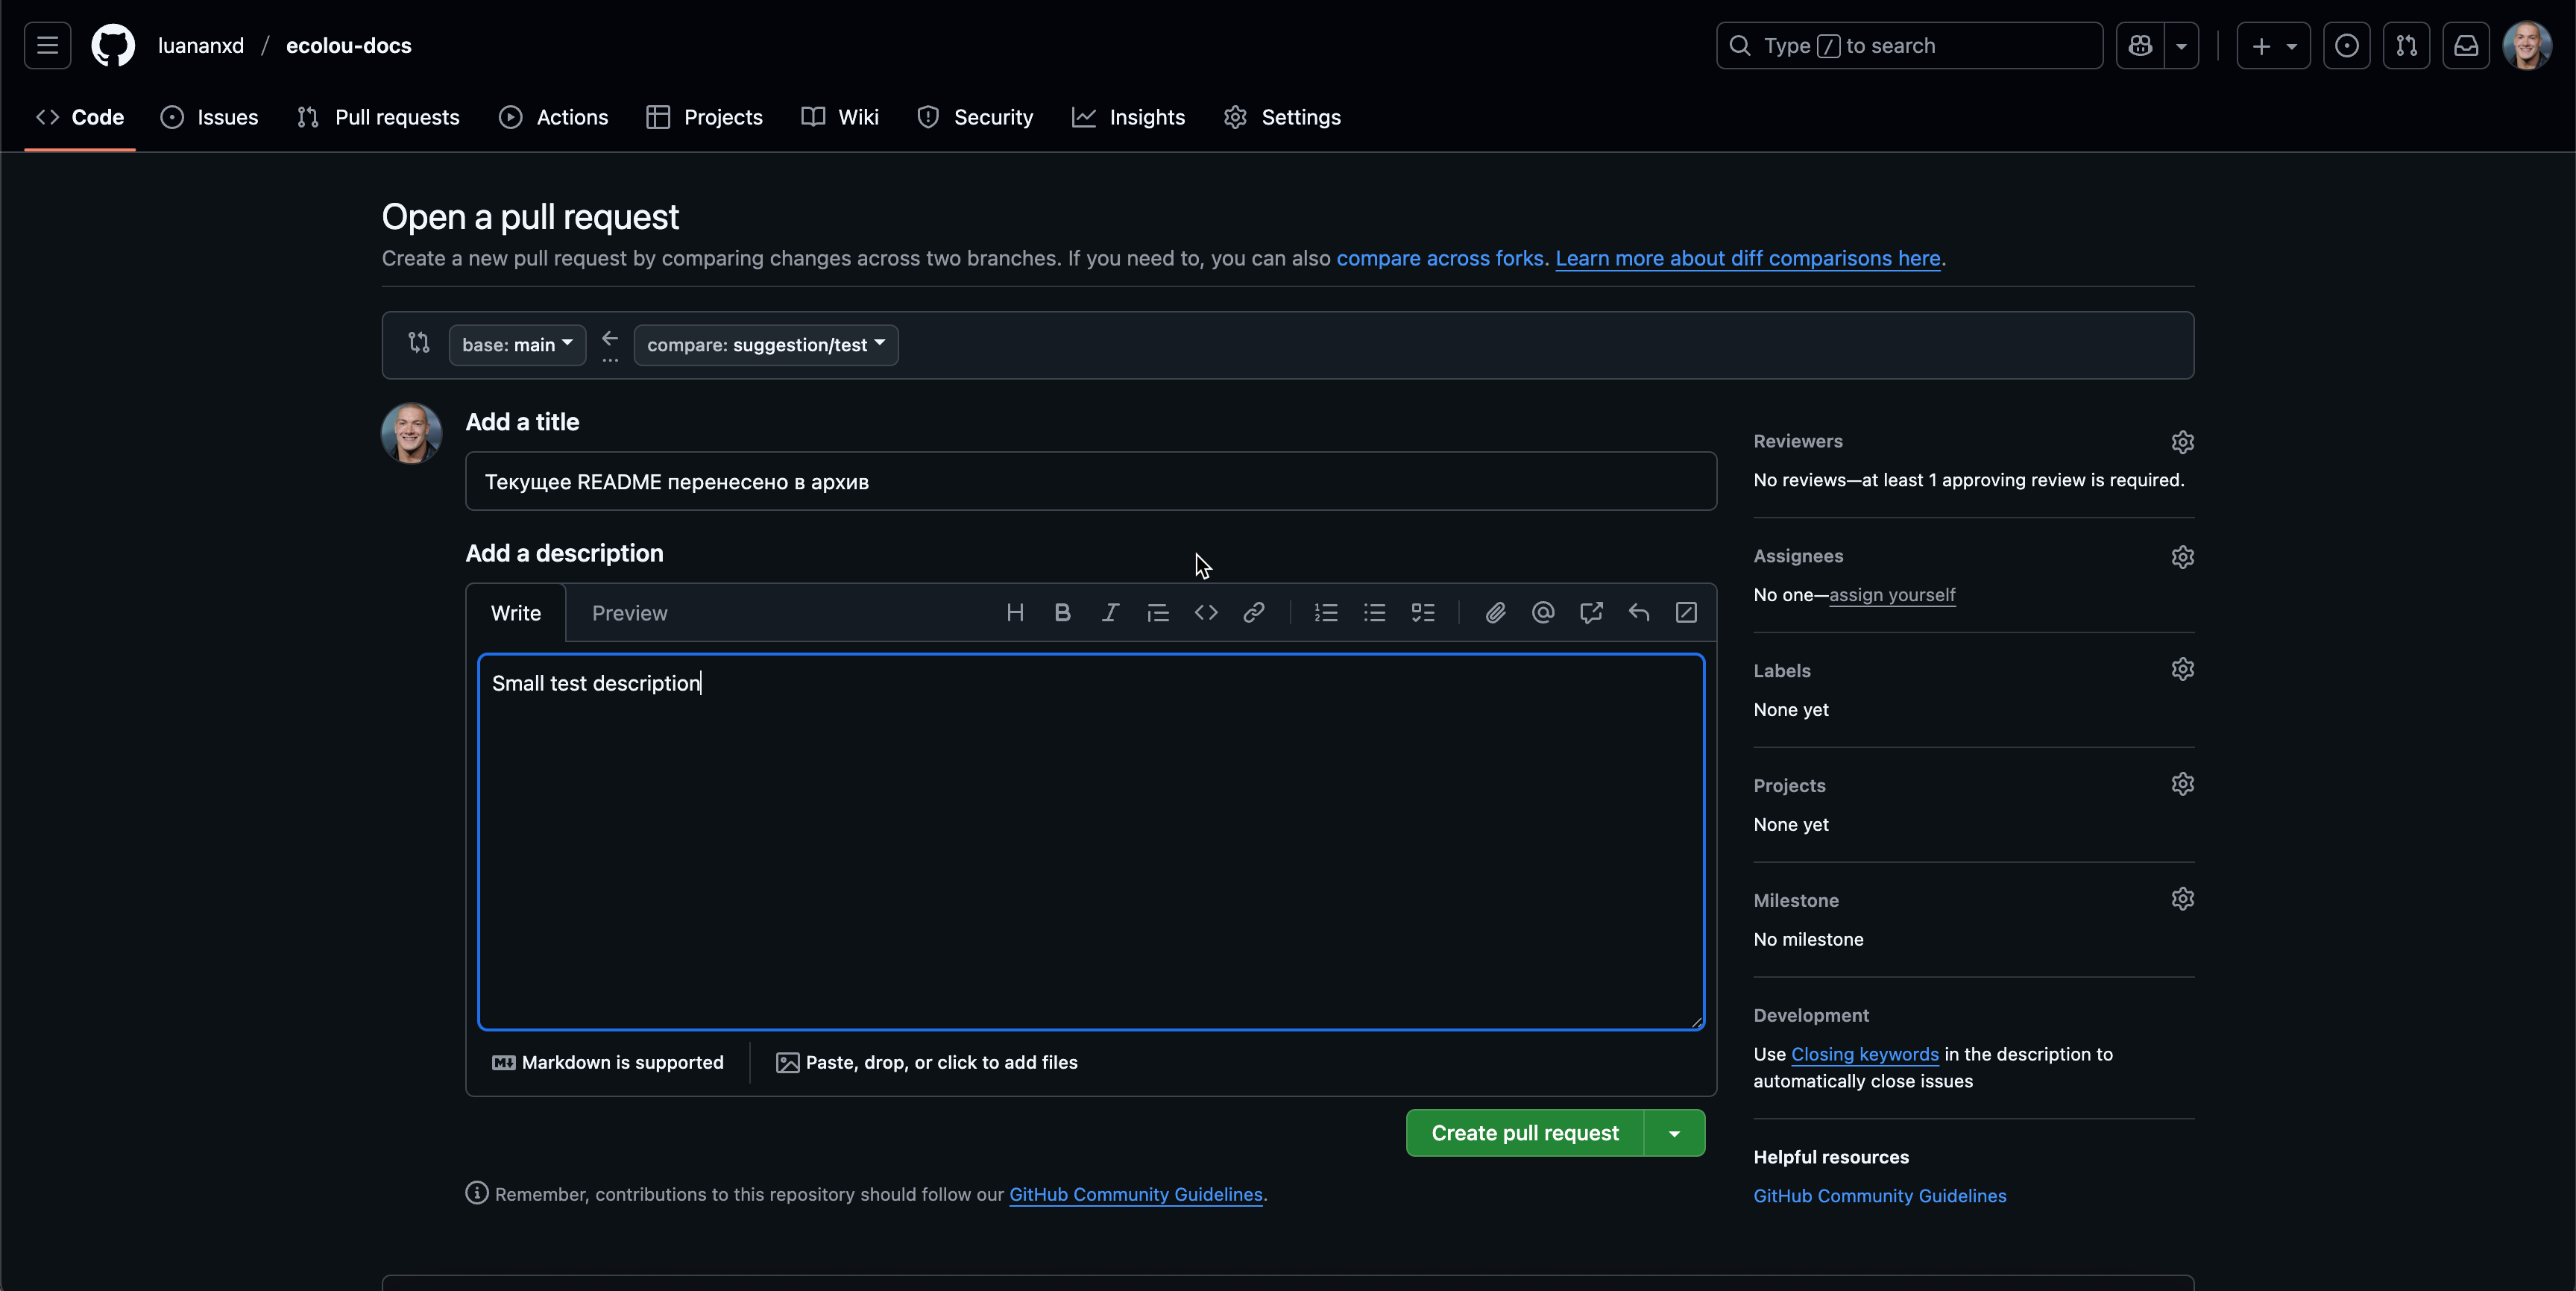 luananxd / ecolou-docs
Type / to search
Code Issues Pull requests Actions Projects Wiki Security Insights Settings
Open a pull request
Create a new pull request by comparing changes across two branches. If you need to, you can also compare across forks. Learn more about diff comparisons here.
base: main compare: suggestion/test
Add a title
Текущее README перенесено в архив
Add a description
Write Preview
Small test description
Markdown is supported Paste, drop, or click to add files
Create pull request
Remember, contributions to this repository should follow our GitHub Community Guidelines.
Reviewers
No reviews—at least 1 approving review is required.
Assignees
No one—assign yourself
Labels
None yet
Projects
None yet
Milestone
No milestone
Development
Use Closing keywords in the description to
automatically close issues
Helpful resources
GitHub Community Guidelines